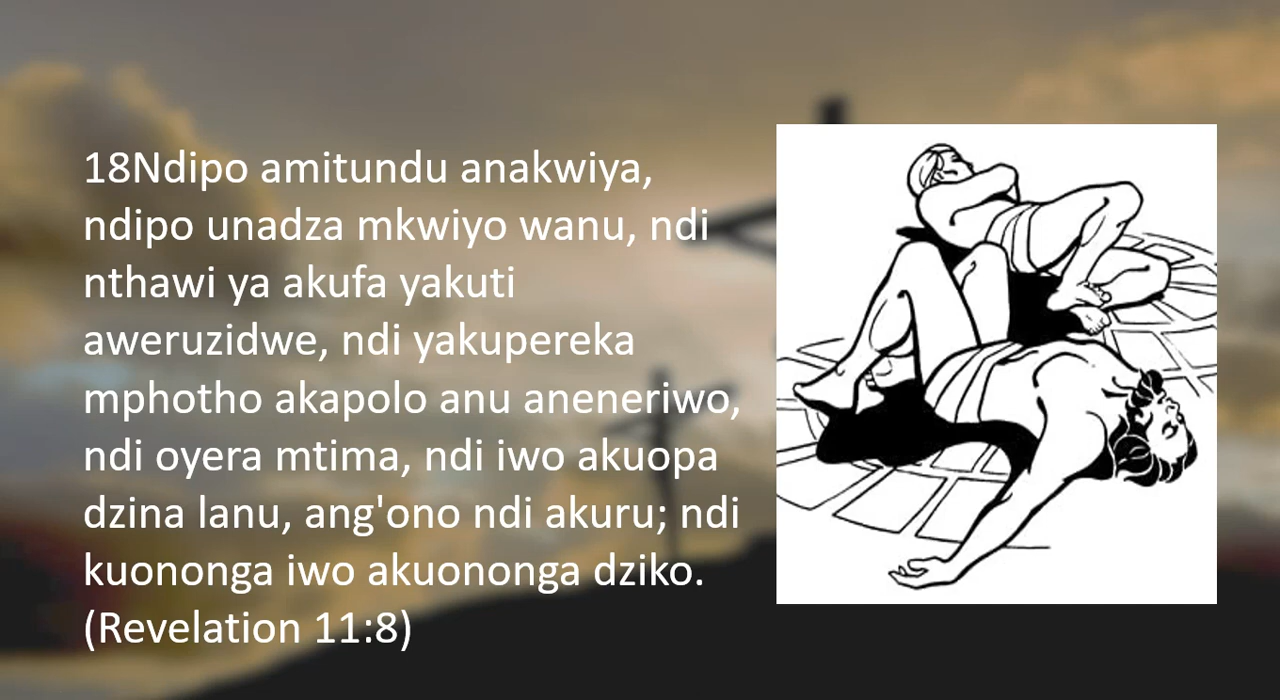 18Ndipo amitundu anakwiya,
ndipo unadza mkwiyo wanu, ndi
nthawi ya akufa yakuti
aweruzidwe, ndi yakupereka
mphotho akapolo anu aneneriwo,
ndi oyera mtima, ndi iwo akuopa
dzina lanu, ang'ono ndi akuru; ndi
kuononga iwo akuononga dziko.
(Revelation 11:8)